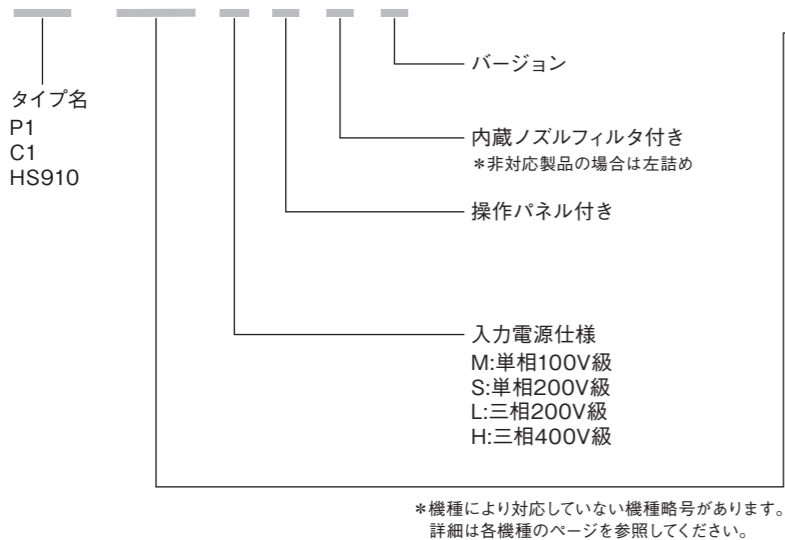 バージョン
タイプ名
P1
C1
HS910
内蔵ノズルフィルタ付き
*非対応製品の場合は左詰め
操作パネル付き
入力電源仕様
M:単相100V級
S:単相200V級
L:三相200V級
H:三相400V級
*機種により対応していない機種略号があります。
詳細は各機種のページを参照してください。